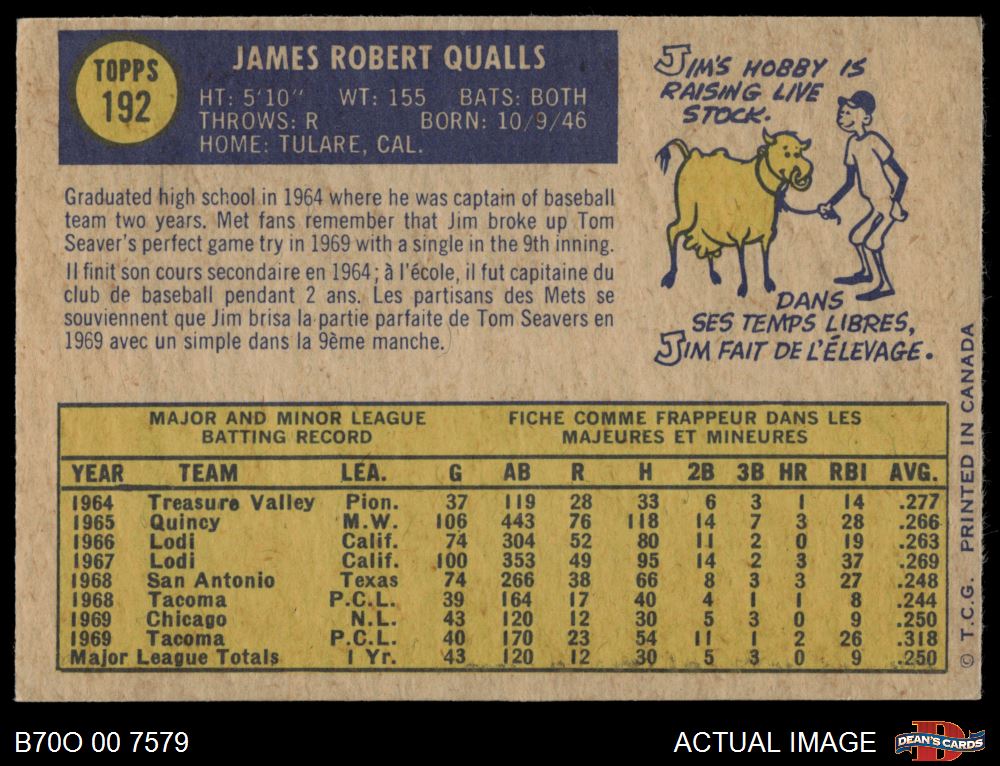 TOPPS
192
JAMES ROBERT QUALLS
HT: 5'10" WT: 155 BATS: BOTH
THROWS: R BORN: 10/9/46
HOME: TULARE, CAL.
JIM'S HOBBY IS
RAISING LIVE
STOCK.
Graduated high school in 1964 where he was captain of baseball
team two years. Met fans remember that Jim broke up Tom
Seaver's perfect game try in 1969 with a single in the 9th inning.
Il finit son cours secondaire en 1964; à l'école, il fut capitaine du
club de baseball pendant 2 ans. Les partisans des Mets se
souviennent que Jim brisa la partie parfaite de Tom Seavers en
1969 avec un simple dans la 9ème manche.
DANS
SES TEMPS LIBRES,
JIM FAIT DE L'ÉLEVAGE.
MAJOR AND MINOR LEAGUE
BATTING RECORD
FICHE COMME FRAPPEUR DANS LES
MAJEURES ET MINEURES
YEAR TEAM LEA. G AB R H 2B 3B HR RBI AVG.
1964 Treasure Valley Pion. 37 119 28 33 6 3 1 14 .277
1965 Quincy M.W. 106 443 76 118 14 7 3 28 .266
1966 Lodi Calif. 74 304 52 80 11 2 0 19 .263
1967 Lodi Calif. 100 353 49 95 14 2 3 37 .269
1968 San Antonio Texas 74 266 38 66 8 3 3 27 .248
1968 Tacoma P.C.L. 39 164 17 40 4 1 1 8 .244
1969 Chicago N.L. 43 120 12 30 5 3 0 9 .250
1969 Tacoma P.C.L. 40 170 23 54 11 1 2 26 .318
Major League Totals 1 Yr. 43 120 12 30 5 3 0 9 .250
© T.C.G. PRINTED IN CANADA
B70O 00 7579
ACTUAL IMAGE
DEAN'S CARDS